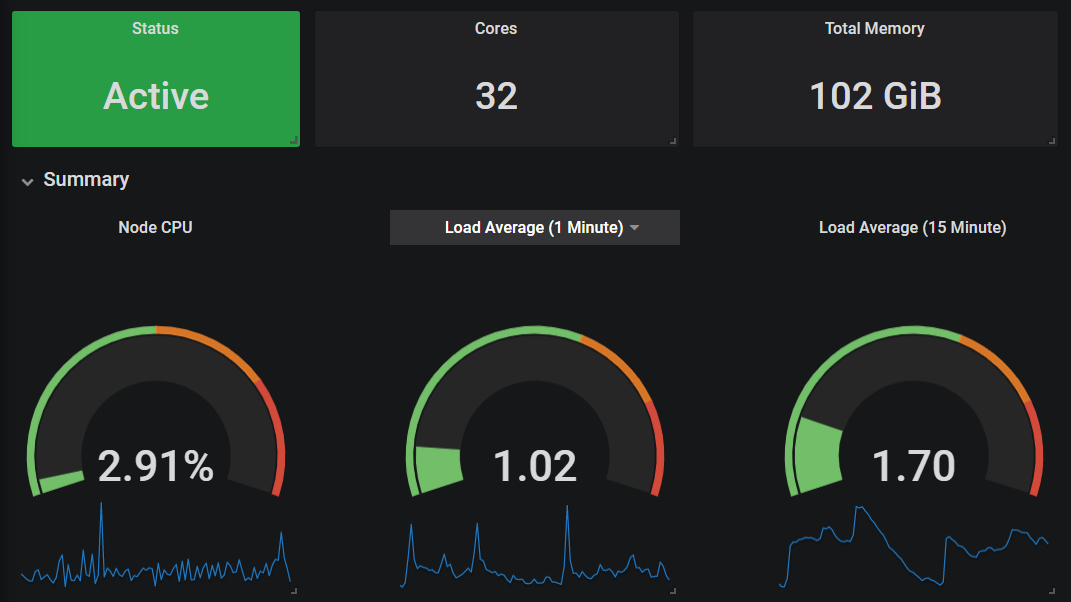 Status
Cores
Total Memory
Active
32
102 GiB
Summary
Node CPU
Load Average (1 Minute)
Load Average (15 Minute)
2.91%
1.02
1.70